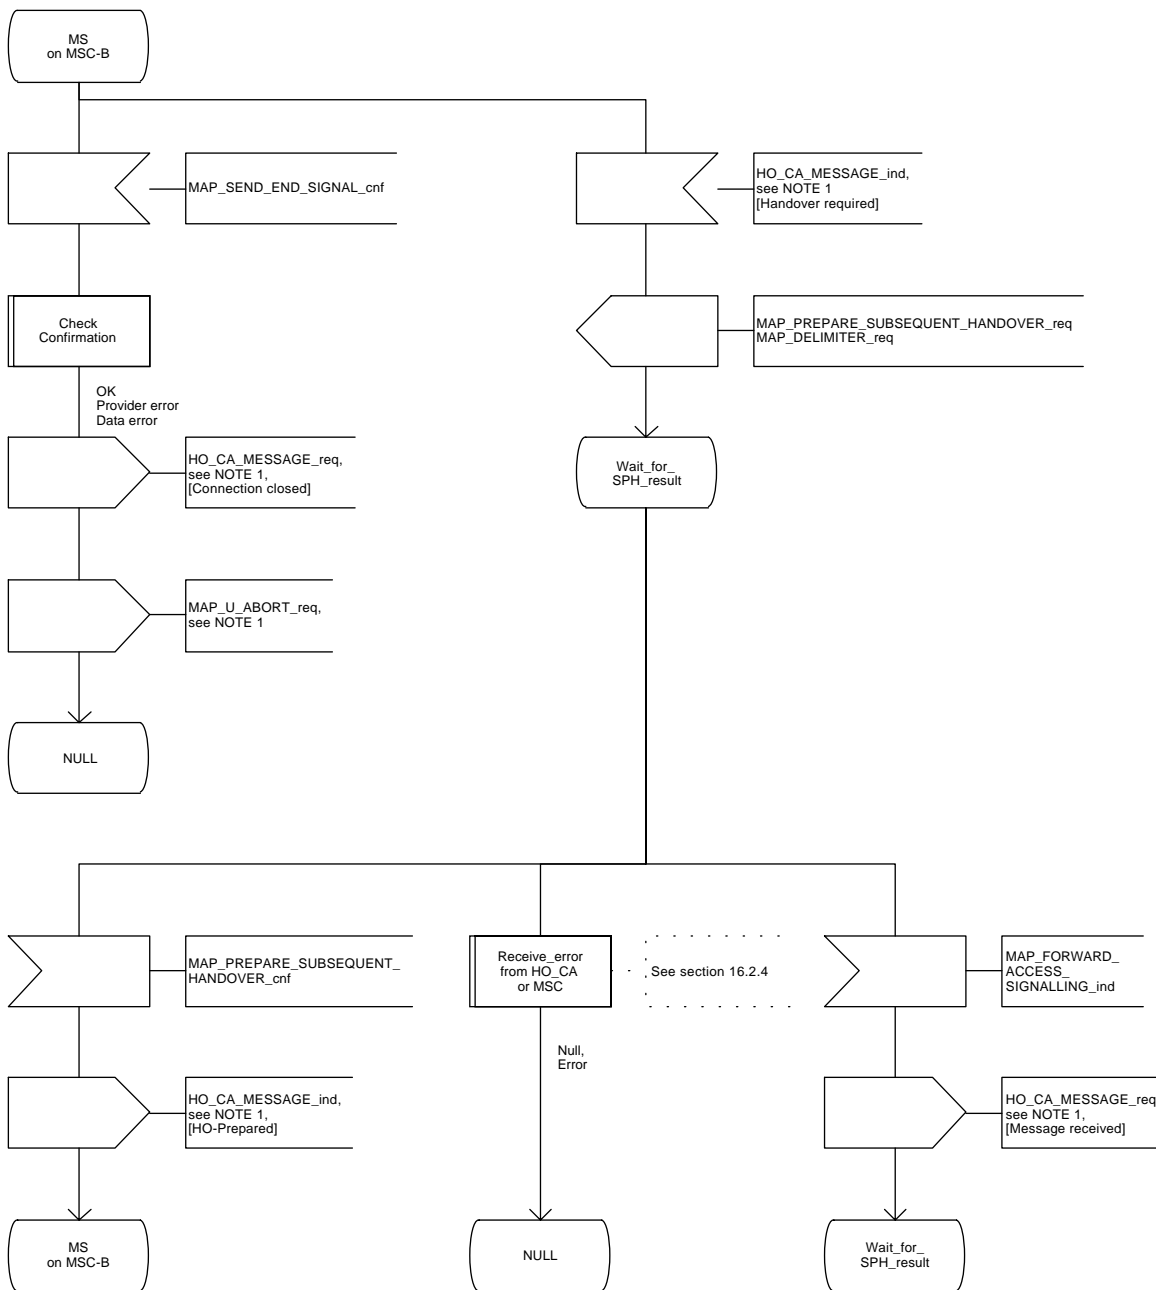 MS
on MSC-B
MAP_SEND_END_SIGNAL_cnf
HO_CA_MESSAGE_ind,
see NOTE 1
[Handover required]
Check
Confirmation
MAP_PREPARE_SUBSEQUENT_HANDOVER_req
MAP_DELIMITER_req
OK
Provider error
Data error
HO_CA_MESSAGE_req,
see NOTE 1,
[Connection closed]
Wait_for_
SPH_result
MAP_U_ABORT_req,
see NOTE 1
NULL
MAP_PREPARE_SUBSEQUENT_
HANDOVER_cnf
Receive_error
from HO_CA
or MSC
See section 16.2.4
MAP_FORWARD_
ACCESS_
SIGNALLING_ind
Null,
Error
HO_CA_MESSAGE_ind,
see NOTE 1,
[HO-Prepared]
HO_CA_MESSAGE_req
see NOTE 1,
[Message received]
MS
on MSC-B
NULL
Wait_for_
SPH_result